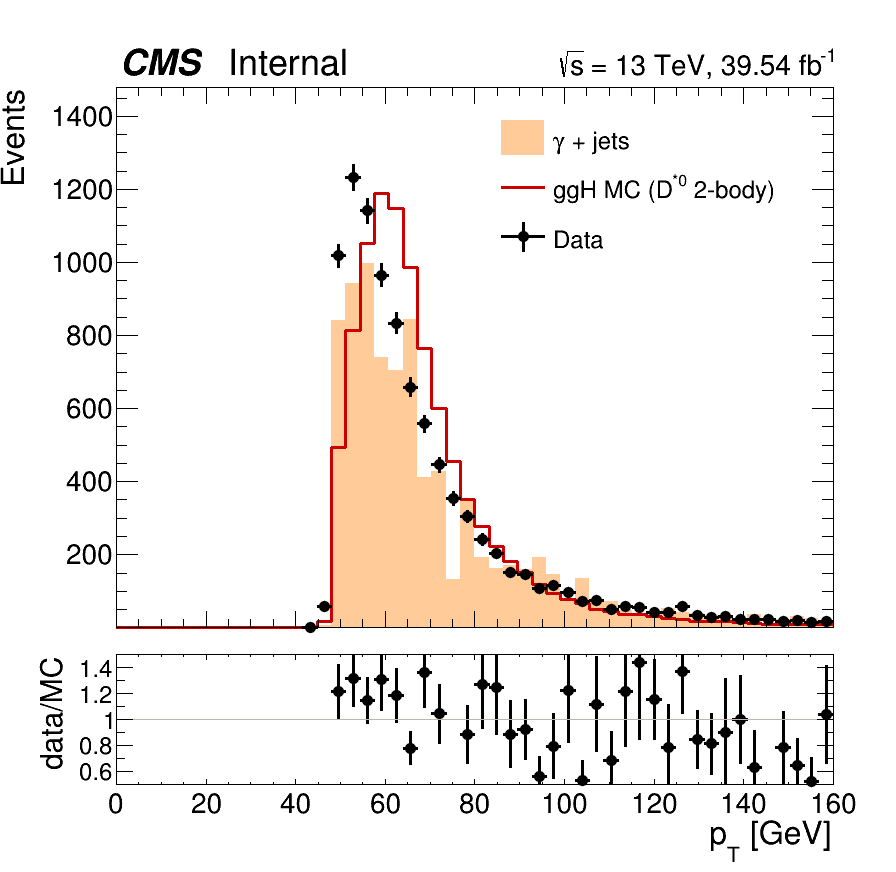 CMS Internal
√s = 13 TeV, 39.54 fb⁻¹
Events
1400
1200
1000
800
600
400
200
γ + jets
ggH MC (D*0 2-body)
Data
data/MC
1.4
1.2
1
0.8
0.6
0 20 40 60 80 100 120 140 160
p_T [GeV]